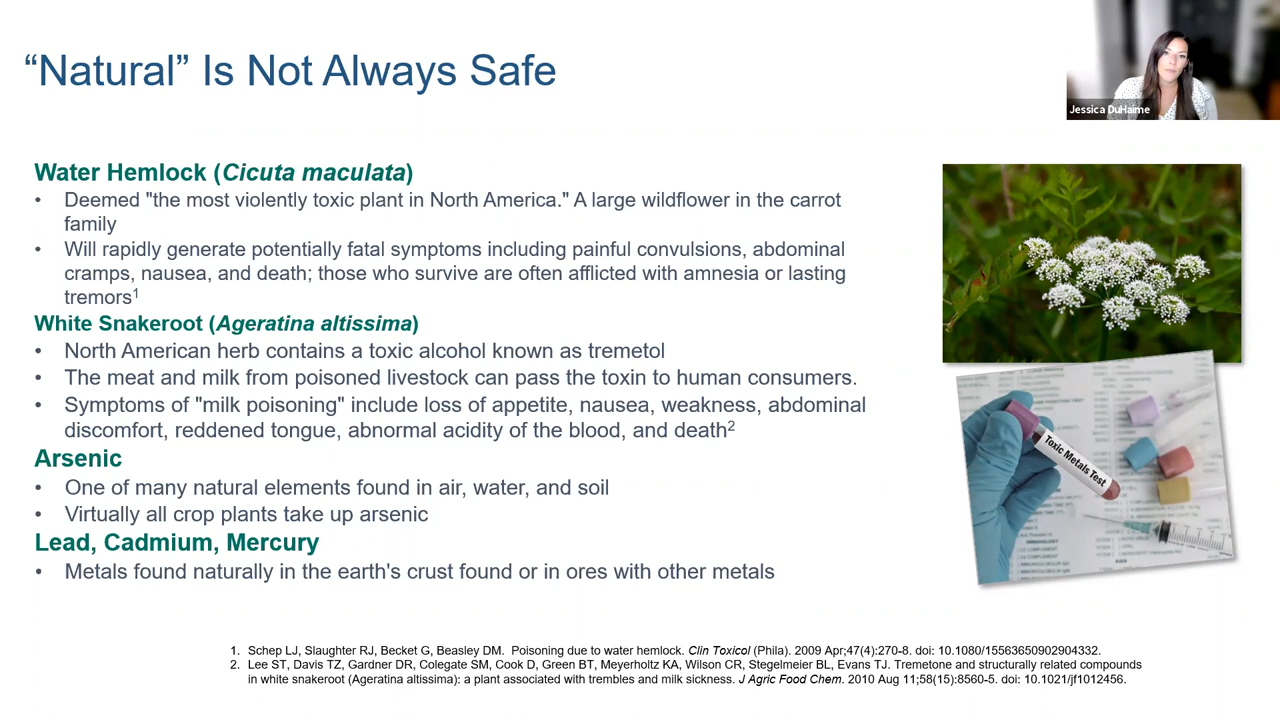 “Natural” Is Not Always Safe
Jessica DuHaime
Water Hemlock (Cicuta maculata)
• Deemed "the most violently toxic plant in North America." A large wildflower in the carrot
family
• Will rapidly generate potentially fatal symptoms including painful convulsions, abdominal
cramps, nausea, and death; those who survive are often afflicted with amnesia or lasting
tremors1
White Snakeroot (Ageratina altissima)
• North American herb contains a toxic alcohol known as tremetol
• The meat and milk from poisoned livestock can pass the toxin to human consumers.
• Symptoms of "milk poisoning" include loss of appetite, nausea, weakness, abdominal
discomfort, reddened tongue, abnormal acidity of the blood, and death2
Arsenic
• One of many natural elements found in air, water, and soil
• Virtually all crop plants take up arsenic
Lead, Cadmium, Mercury
• Metals found naturally in the earth's crust found or in ores with other metals
Toxic Metals Test
1. Schep LJ, Slaughter RJ, Becket G, Beasley DM. Poisoning due to water hemlock. Clin Toxicol (Phila). 2009 Apr;47(4):270-8. doi: 10.1080/15563650902904332.
2. Lee ST, Davis TZ, Gardner DR, Colegate SM, Cook D, Green BT, Meyerholtz KA, Wilson CR, Stegelmeier BL, Evans TJ. Tremetone and structurally related compounds
in white snakeroot (Ageratina altissima): a plant associated with trembles and milk sickness. J Agric Food Chem. 2010 Aug 11;58(15):8560-5. doi: 10.1021/jf1012456.